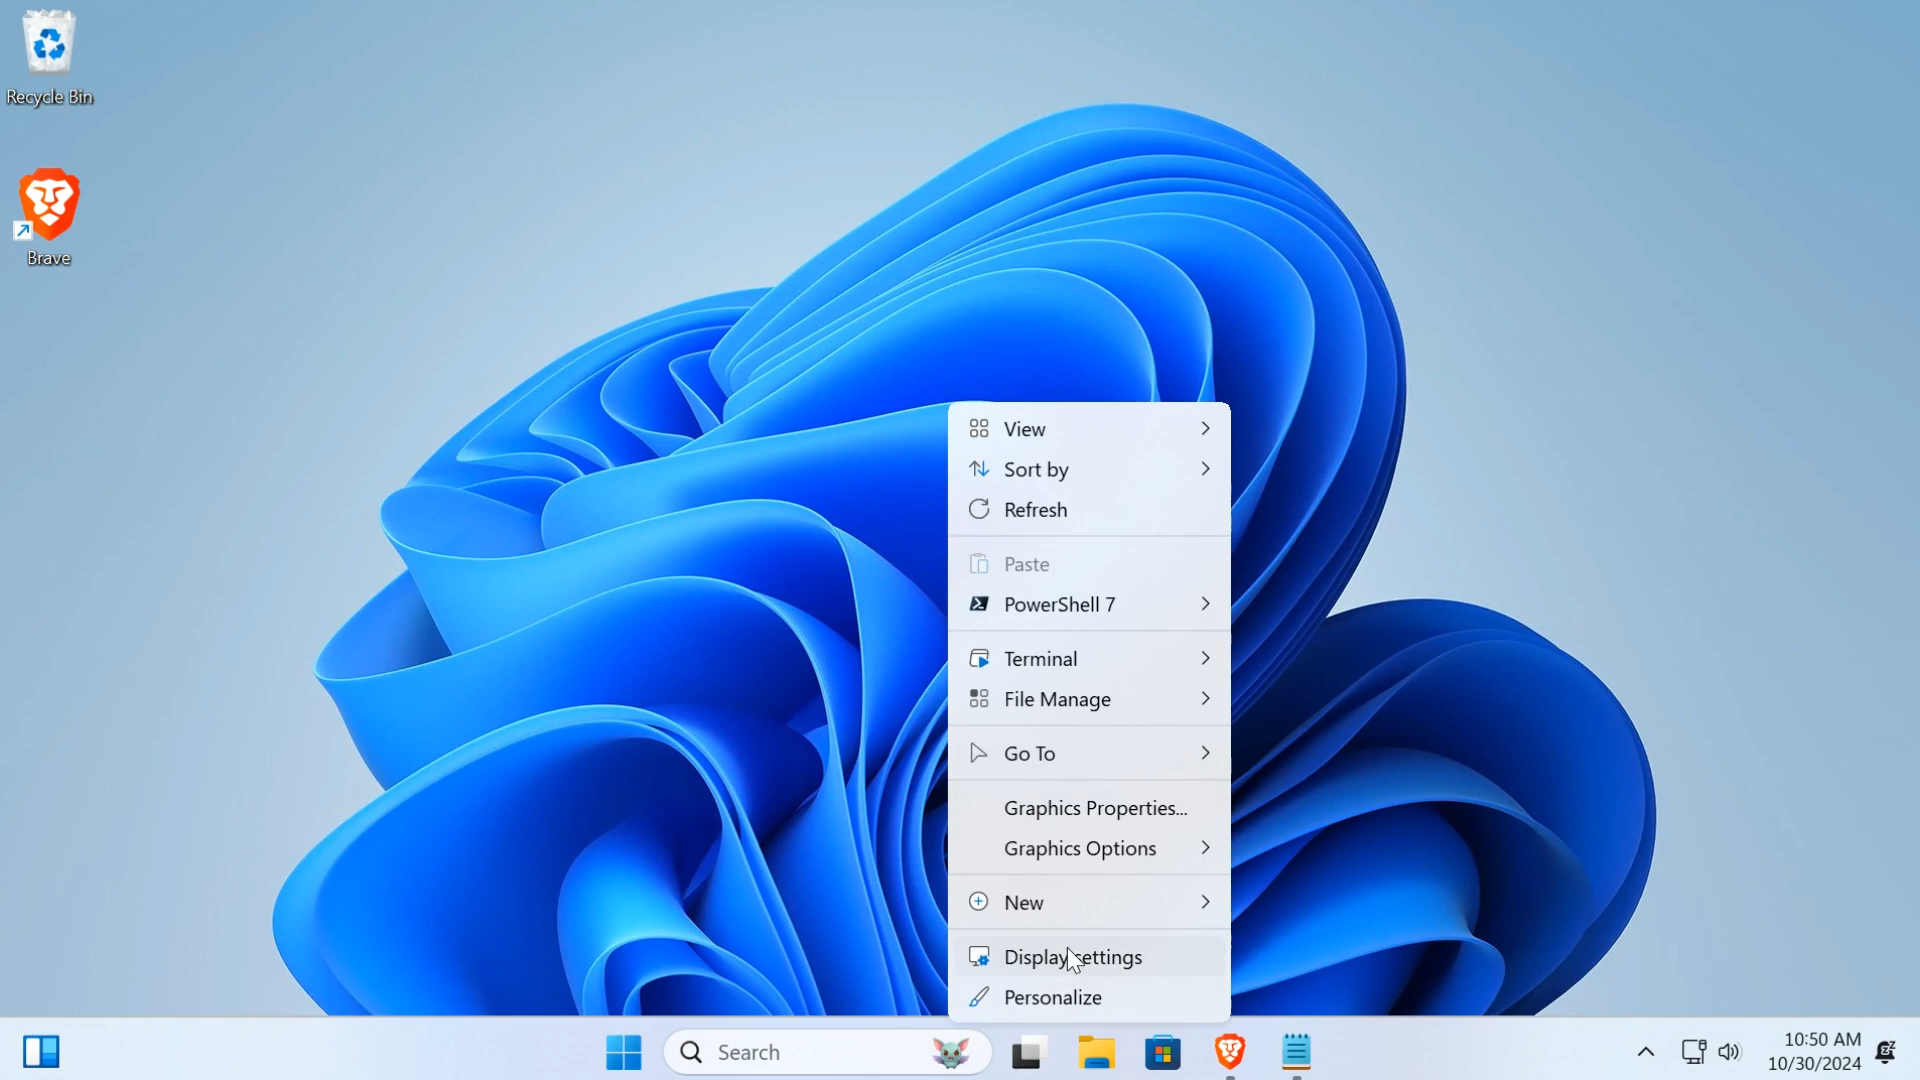 Recycle Bin
Brave
View
Sort by
Refresh
Paste
PowerShell 7
Terminal
File Manage
Go To
Graphics Properties...
Graphics Options
New
Display settings
Personalize
Search
10:50 AM
10/30/2024